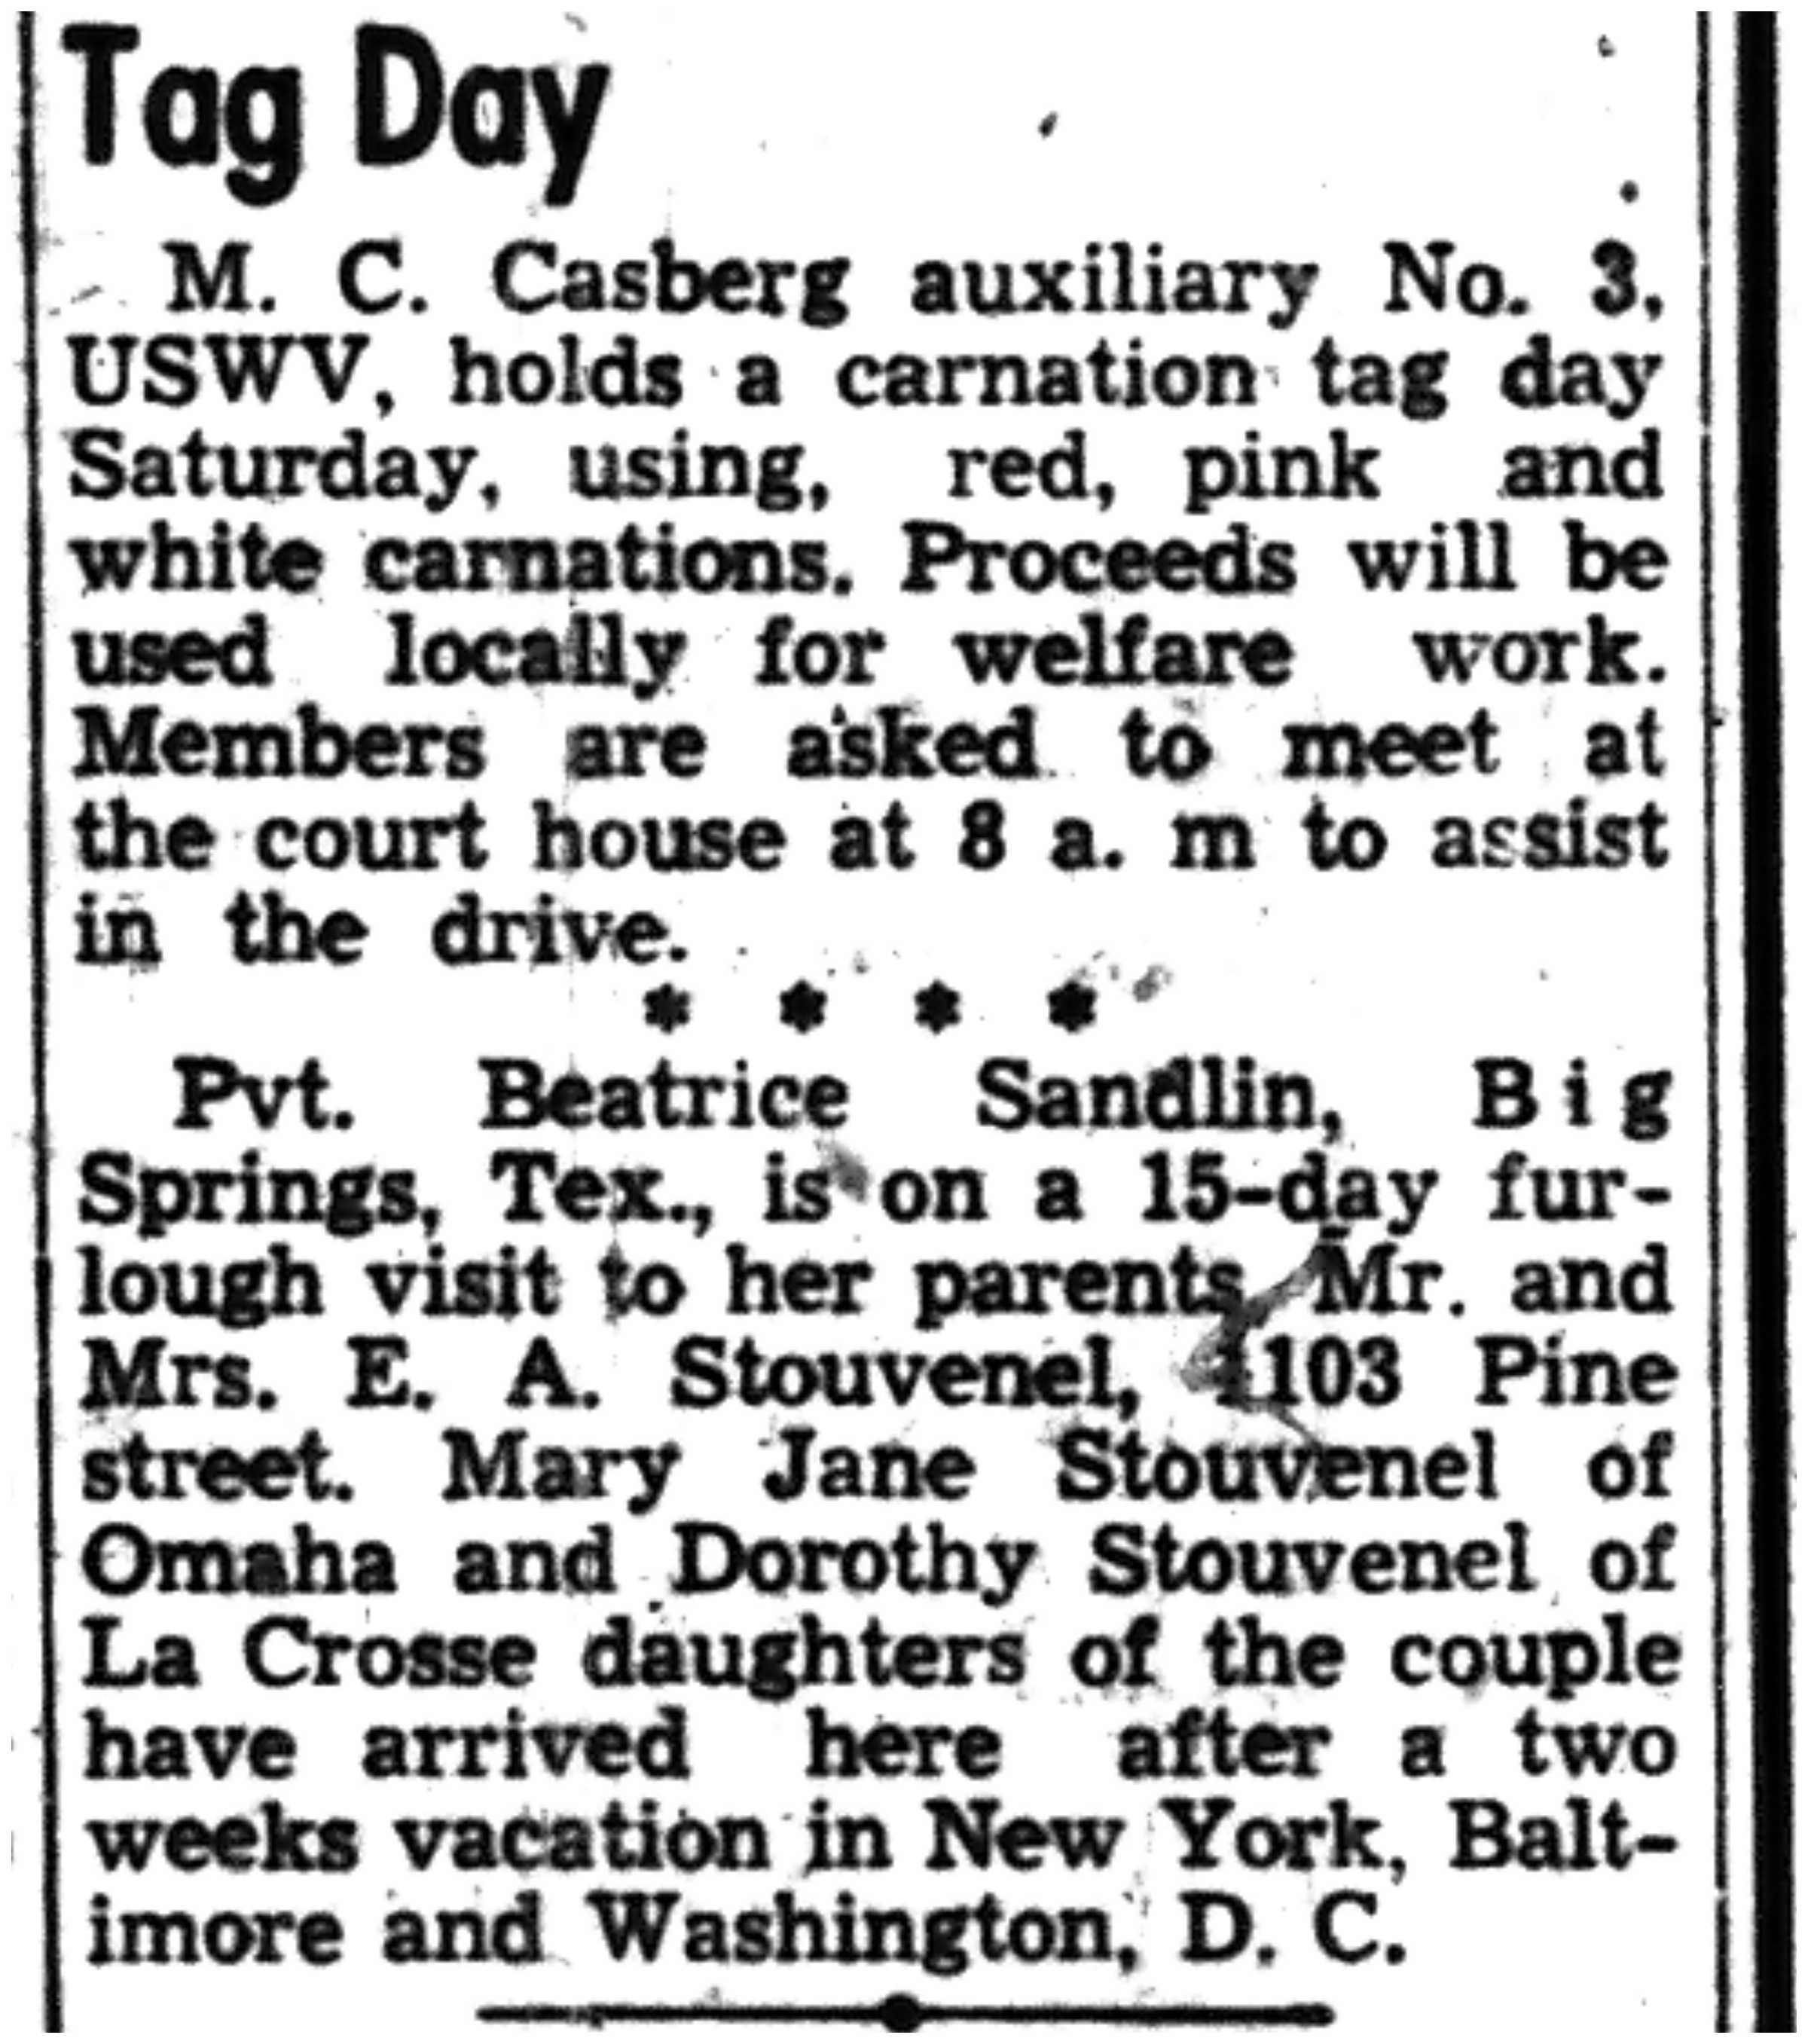 Tag Day
M. C. Casberg auxiliary No. 3,
USWV, holds a carnation tag day
Saturday, using, red, pink and
white carnations. Proceeds will be
used locally for welfare work.
Members are asked to meet at
the court house at 8 a. m to assist
in the drive.
* * * *
Pvt. Beatrice Sandlin, Big
Springs, Tex., is on a 15-day fur-
lough visit to her parents, Mr. and
Mrs. E. A. Stouvenel, 1103 Pine
street. Mary Jane Stouvenel of
Omaha and Dorothy Stouvenel of
La Crosse daughters of the couple
have arrived here after a two
weeks vacation in New York, Balt-
imore and Washington, D. C.